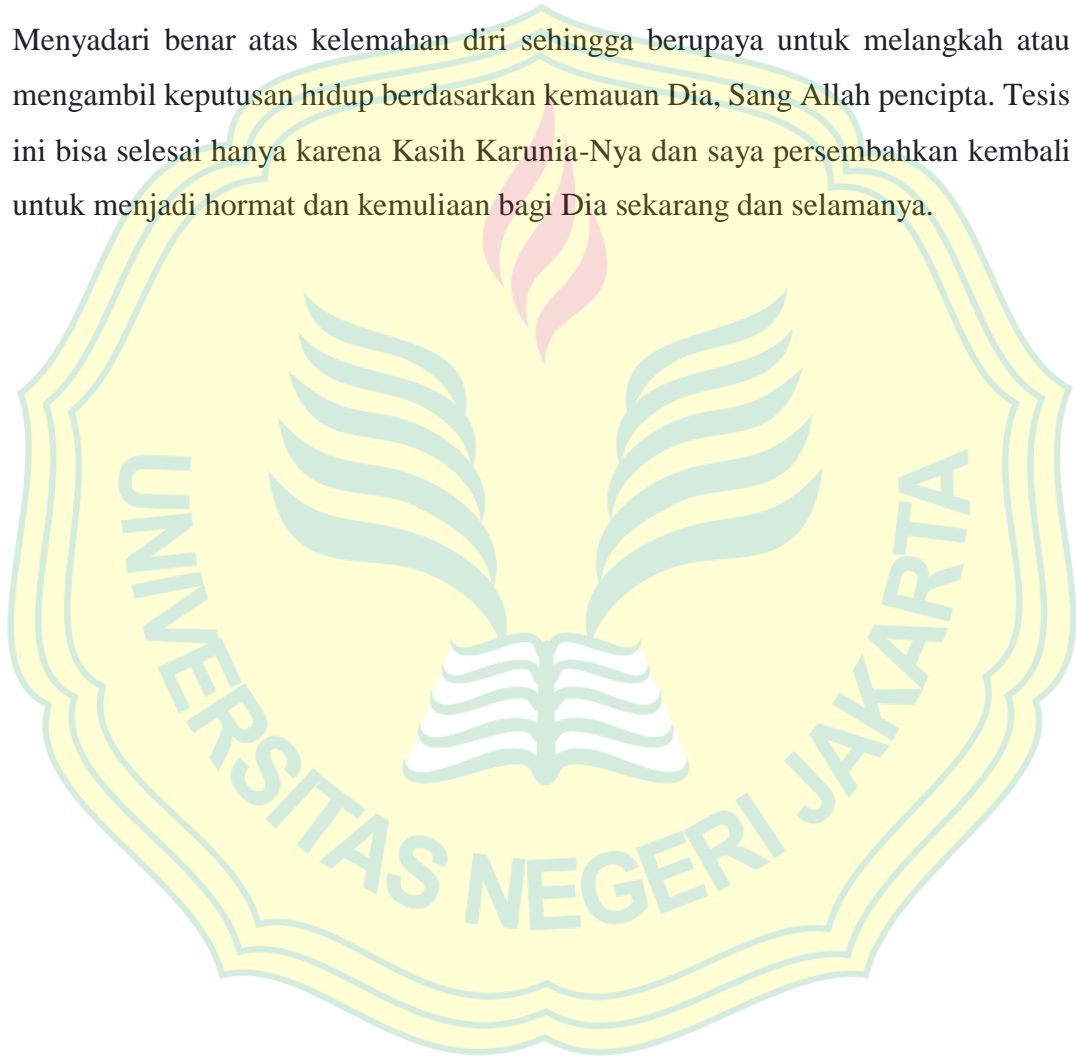 Menyadari benar atas kelemahan diri sehingga berupaya untuk melangkah atau
mengambil keputusan hidup berdasarkan kemauan Dia, Sang Allah pencipta. Tesis
ini bisa selesai hanya karena Kasih Karunia-Nya dan saya persembahkan kembali
untuk menjadi hormat dan kemuliaan bagi Dia sekarang dan selamanya.
UNIVERSITAS NEGERI JAKARTA